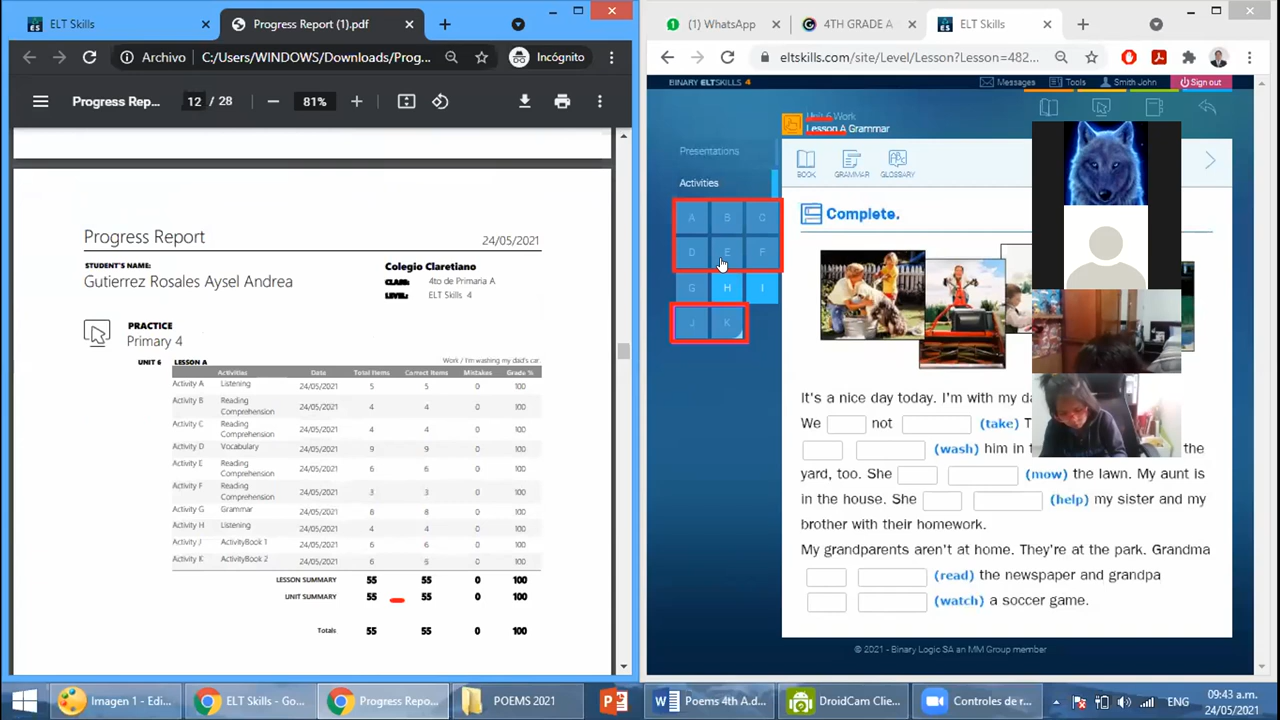 ELT Skills
Progress Report (1).pdf
Archivo
C:/Users/WINDOWS/Downloads/Prog...
Incógnito
Progress Rep...
12 / 28
81%
Progress Report
24/05/2021
STUDENT'S NAME:
Gutierrez Rosales Aysel Andrea
Colegio Claretiano
CLASS: 4to de Primaria A
LEVEL: ELT Skills 4
PRACTICE
Primary 4
UNIT 6 LESSON A
Work / I'm washing my dad's car.
Activities Date Total Items Correct Items Mistakes Grade %
Activity A Listening 24/05/2021 5 5 0 100
Activity B Reading Comprehension 24/05/2021 4 4 0 100
Activity C Reading Comprehension 24/05/2021 4 4 0 100
Activity D Vocabulary 24/05/2021 9 9 0 100
Activity E Reading Comprehension 24/05/2021 6 6 0 100
Activity F Reading Comprehension 24/05/2021 3 3 0 100
Activity G Grammar 24/05/2021 8 8 0 100
Activity H Listening 24/05/2021 4 4 0 100
Activity J ActivityBook 1 24/05/2021 6 6 0 100
Activity K ActivityBook 2 24/05/2021 6 6 0 100
LESSON SUMMARY 55 55 0 100
UNIT SUMMARY 55 55 0 100
Totals 55 55 0 100
(1) WhatsApp
4TH GRADE A
ELT Skills
eltskills.com/site/Level/Lesson?Lesson=482...
BINARY ELTSKILLS 4
Messages
Tools
Smith John
Sign out
Unit 6 Work
Lesson A Grammar
Presentations
Activities
A B C
D E F
G H I
J K
BOOK
GRAMMAR
GLOSSARY
Complete.
It's a nice day today. I'm with my da
We not (take) T
(wash) him in t the
yard, too. She (mow) the lawn. My aunt is
in the house. She (help) my sister and my
brother with their homework.
My grandparents aren't at home. They're at the park. Grandma
(read) the newspaper and grandpa
(watch) a soccer game.
© 2021 - Binary Logic SA an MM Group member
Imagen 1 - Edi...
ELT Skills - Go...
Progress Repo...
POEMS 2021
Poems 4th A.d...
DroidCam Clie...
Controles de r...
ENG
09:43 a.m.
24/05/2021